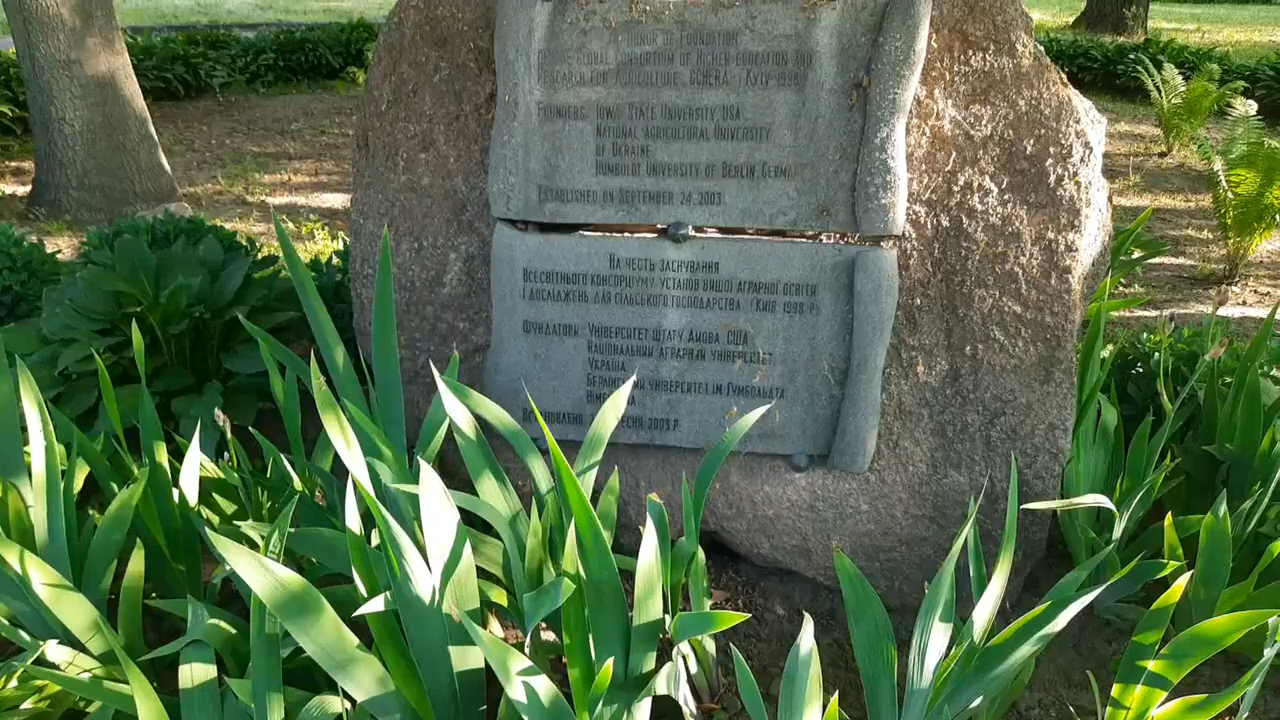 HONOR OF FOUNDATION
OF THE GLOBAL CONSORTIUM OF HIGHER EDUCATION AND
RESEARCH FOR AGRICULTURE, GCHERA (KYIV 1998)
FOUNDERS: IOWA STATE UNIVERSITY, USA
NATIONAL AGRICULTURAL UNIVERSITY
OF UKRAINE
HUMBOLDT UNIVERSITY OF BERLIN, GERMANY
ESTABLISHED ON SEPTEMBER 24, 2003
НА ЧЕСТЬ ЗАСНУВАННЯ
ВСЕСВІТНЬОГО КОНСОРЦІУМУ УСТАНОВ ВИЩОЇ АГРАРНОЇ ОСВІТИ
І ДОСЛІДЖЕНЬ ДЛЯ СІЛЬСЬКОГО ГОСПОДАРСТВА (КИЇВ 1998 Р.)
ФУНДАТОРИ: УНІВЕРСИТЕТ ШТАТУ АЙОВА, США
НАЦІОНАЛЬНИЙ АГРАРНИЙ УНІВЕРСИТЕТ,
УКРАЇНА
БЕРЛІНСЬКИЙ УНІВЕРСИТЕТ ІМ. ГУМБОЛЬДТА
ВСТАНОВЛЕНО 2003 Р.